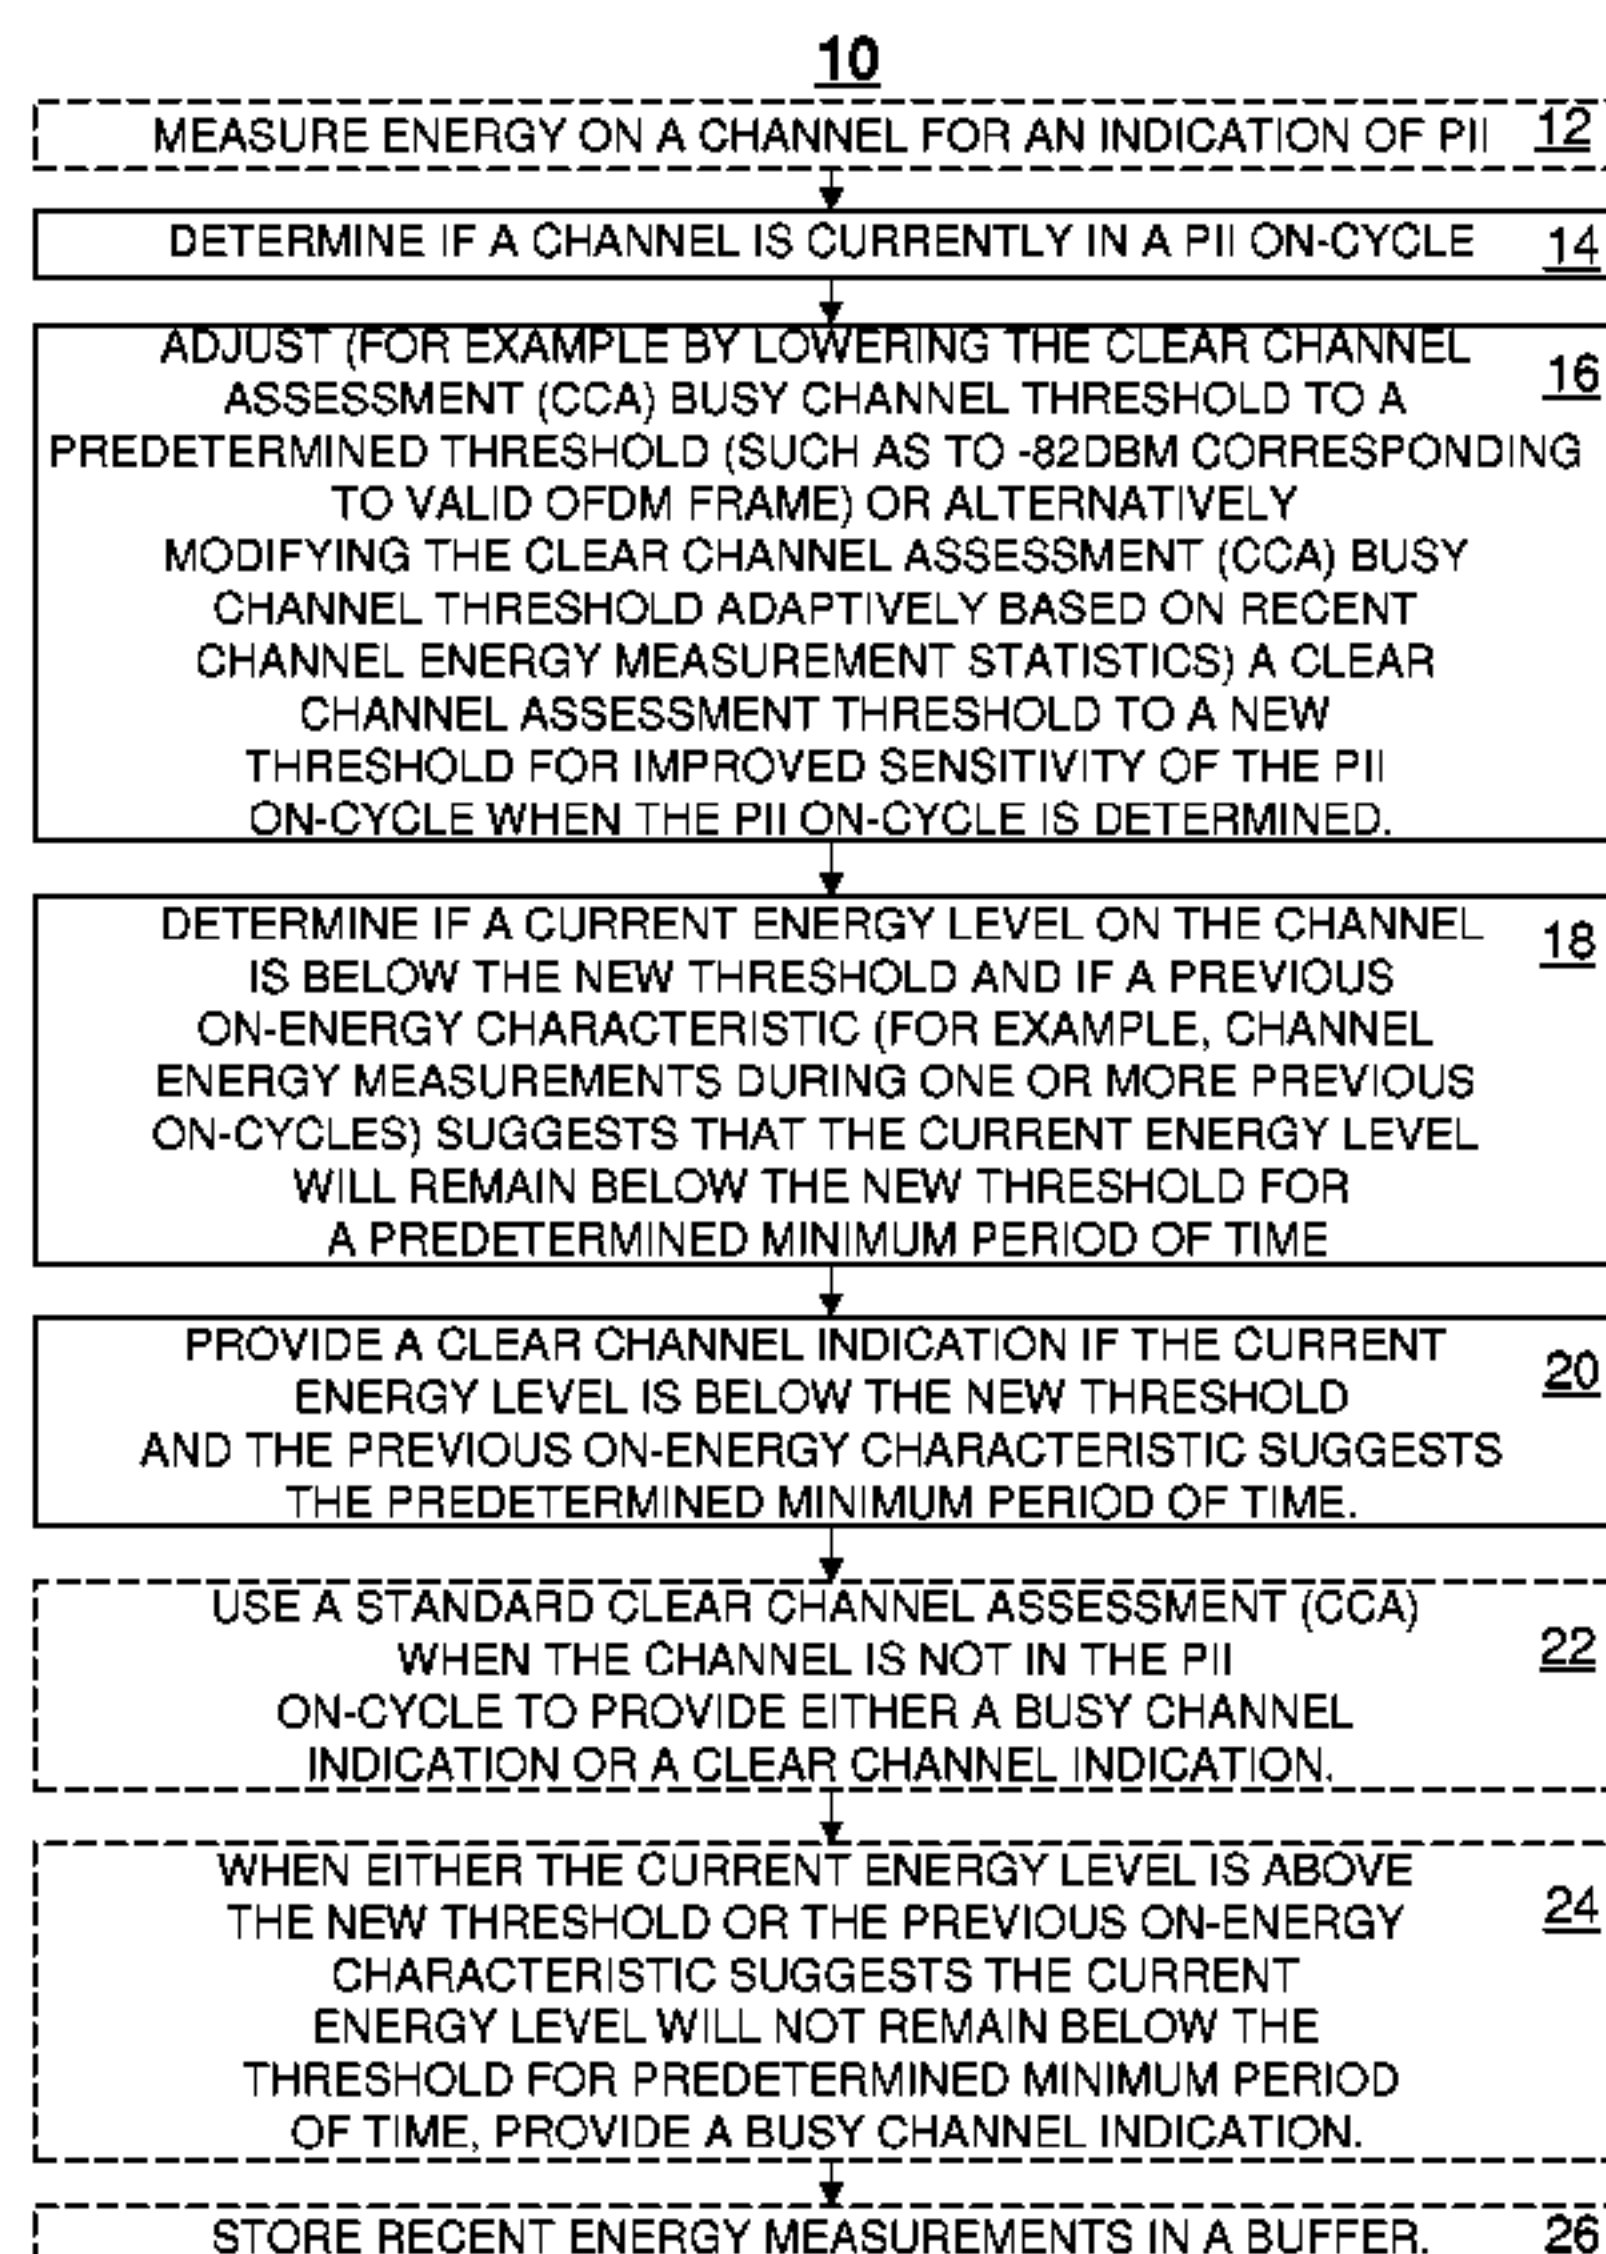 10
MEASURE ENERGY ON A CHANNEL FOR AN INDICATION OF PII 12
DETERMINE IF A CHANNEL IS CURRENTLY IN A PII ON-CYCLE 14
ADJUST (FOR EXAMPLE BY LOWERING THE CLEAR CHANNEL 16
ASSESSMENT (CCA) BUSY CHANNEL THRESHOLD TO A
PREDETERMINED THRESHOLD (SUCH AS TO -82DBM CORRESPONDING
TO VALID OFDM FRAME) OR ALTERNATIVELY
MODIFYING THE CLEAR CHANNEL ASSESSMENT (CCA) BUSY
CHANNEL THRESHOLD ADAPTIVELY BASED ON RECENT
CHANNEL ENERGY MEASUREMENT STATISTICS) A CLEAR
CHANNEL ASSESSMENT THRESHOLD TO A NEW
THRESHOLD FOR IMPROVED SENSITIVITY OF THE PII
ON-CYCLE WHEN THE PII ON-CYCLE IS DETERMINED.
DETERMINE IF A CURRENT ENERGY LEVEL ON THE CHANNEL 18
IS BELOW THE NEW THRESHOLD AND IF A PREVIOUS
ON-ENERGY CHARACTERISTIC (FOR EXAMPLE, CHANNEL
ENERGY MEASUREMENTS DURING ONE OR MORE PREVIOUS
ON-CYCLES) SUGGESTS THAT THE CURRENT ENERGY LEVEL
WILL REMAIN BELOW THE NEW THRESHOLD FOR
A PREDETERMINED MINIMUM PERIOD OF TIME
PROVIDE A CLEAR CHANNEL INDICATION IF THE CURRENT 20
ENERGY LEVEL IS BELOW THE NEW THRESHOLD
AND THE PREVIOUS ON-ENERGY CHARACTERISTIC SUGGESTS
THE PREDETERMINED MINIMUM PERIOD OF TIME.
USE A STANDARD CLEAR CHANNEL ASSESSMENT (CCA) 22
WHEN THE CHANNEL IS NOT IN THE PII
ON-CYCLE TO PROVIDE EITHER A BUSY CHANNEL
INDICATION OR A CLEAR CHANNEL INDICATION.
WHEN EITHER THE CURRENT ENERGY LEVEL IS ABOVE 24
THE NEW THRESHOLD OR THE PREVIOUS ON-ENERGY
CHARACTERISTIC SUGGESTS THE CURRENT
ENERGY LEVEL WILL NOT REMAIN BELOW THE
THRESHOLD FOR PREDETERMINED MINIMUM PERIOD
OF TIME, PROVIDE A BUSY CHANNEL INDICATION.
STORE RECENT ENERGY MEASUREMENTS IN A BUFFER. 26